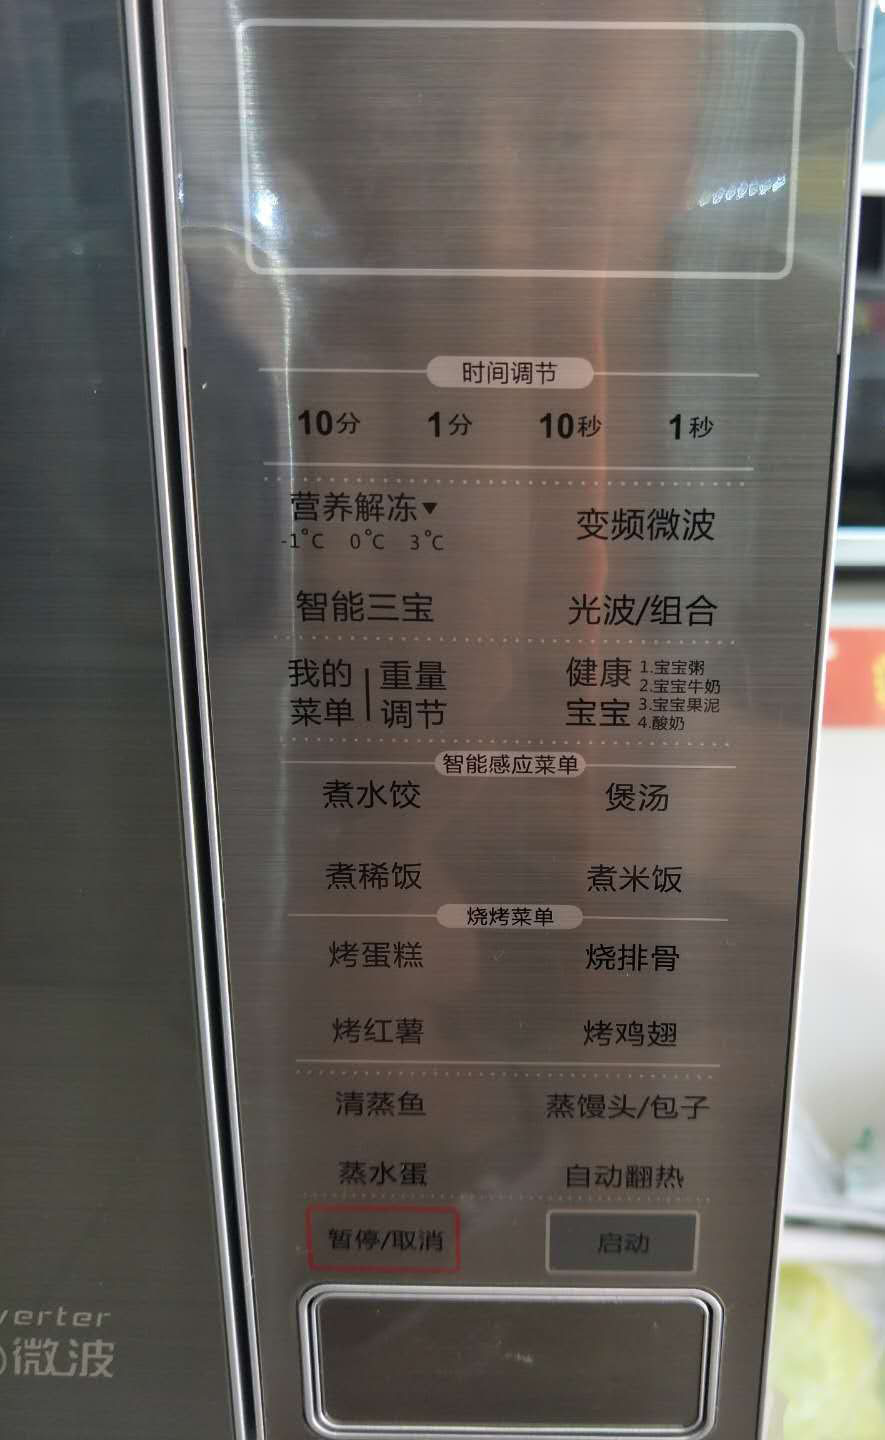 时间调节
10分 1分 10秒 1秒
营养解冻▼
-1°C 0°C 3°C
变频微波
智能三宝 光波/组合
我的菜单 | 重量调节
健康宝宝
1.宝宝粥
2.宝宝牛奶
3.宝宝果泥
4.酸奶
智能感应菜单
煮水饺 煲汤
煮稀饭 煮米饭
烧烤菜单
烤蛋糕 烧排骨
烤红薯 烤鸡翅
清蒸鱼 蒸馒头/包子
蒸水蛋 自动翻热
暂停/取消 启动
verter
微波